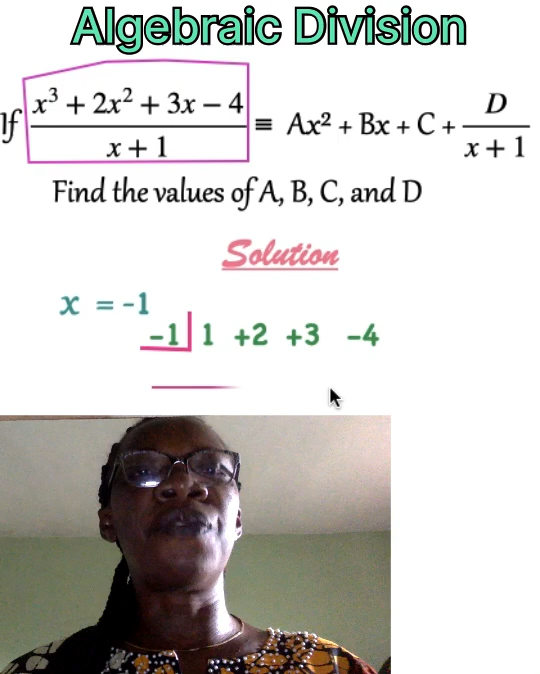 Algebraic Division
If x³ + 2x² + 3x − 4 / x + 1 ≡ Ax² + Bx + C + D / x + 1
Find the values of A, B, C, and D
Solution
x = -1
-1| 1 +2 +3 -4